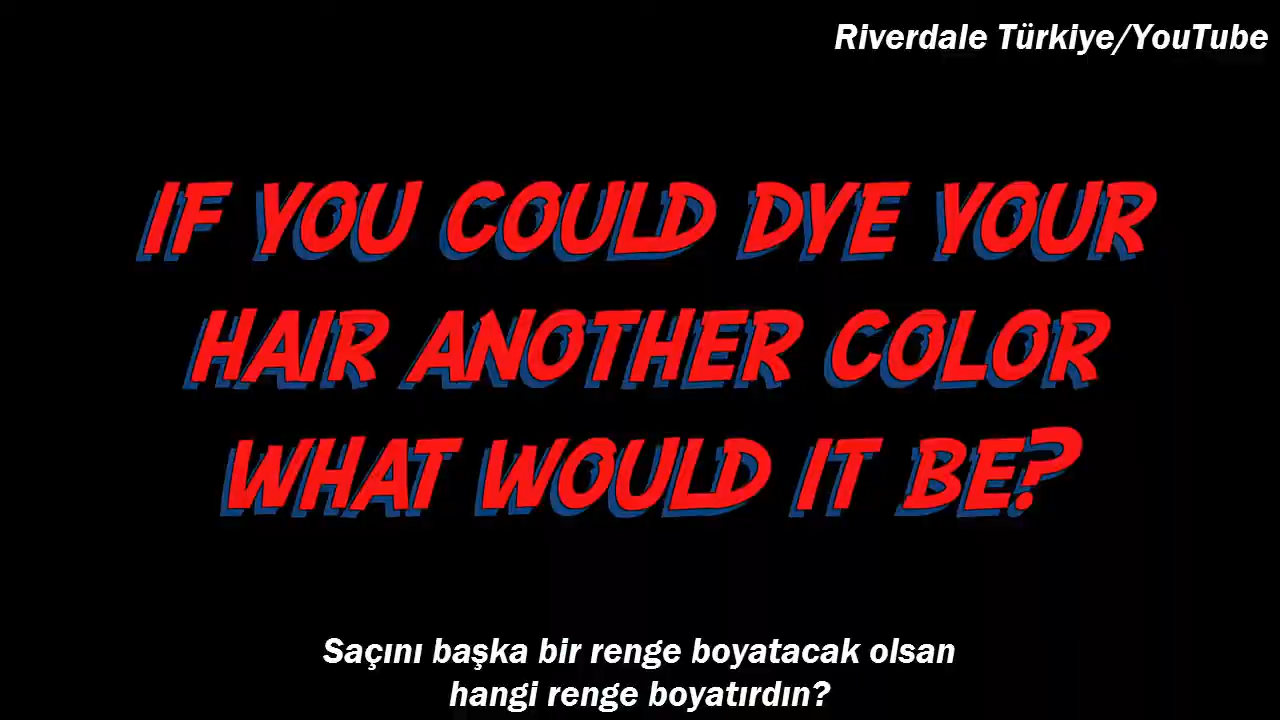 Riverdale Türkiye/YouTube
IF YOU COULD DYE YOUR
HAIR ANOTHER COLOR
WHAT WOULD IT BE?
Saçını başka bir renge boyatacak olsan
hangi renge boyatırdın?